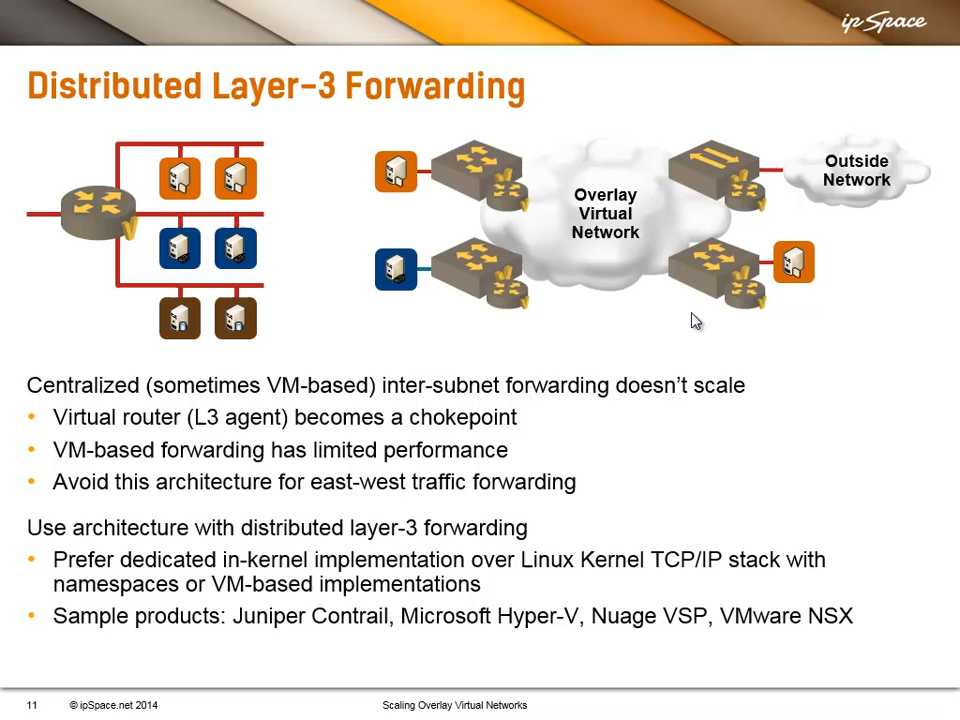 ipSpace
Distributed Layer-3 Forwarding
Overlay
Virtual
Network
Outside
Network
Centralized (sometimes VM-based) inter-subnet forwarding doesn't scale
• Virtual router (L3 agent) becomes a chokepoint
• VM-based forwarding has limited performance
• Avoid this architecture for east-west traffic forwarding
Use architecture with distributed layer-3 forwarding
• Prefer dedicated in-kernel implementation over Linux Kernel TCP/IP stack with
namespaces or VM-based implementations
• Sample products: Juniper Contrail, Microsoft Hyper-V, Nuage VSP, VMware NSX
11 © ipSpace.net 2014 Scaling Overlay Virtual Networks